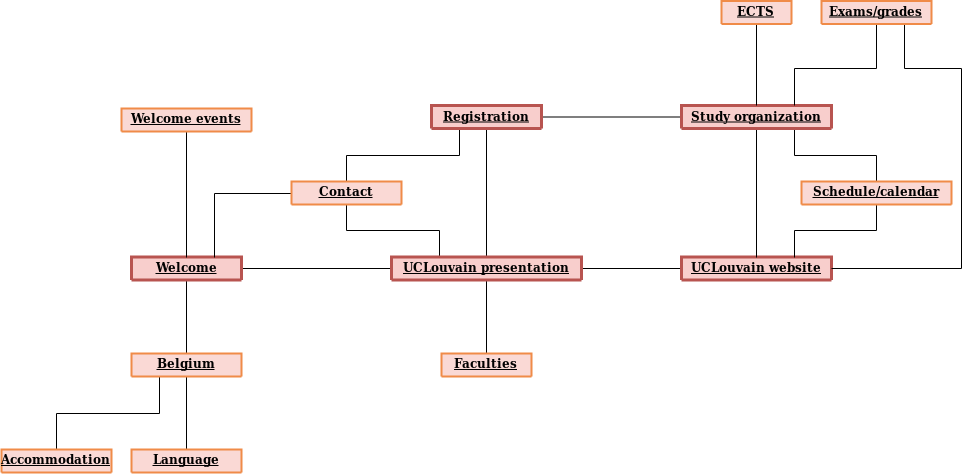 ECTS
Exams/grades
Welcome events
Registration
Study organization
Contact
Schedule/calendar
Welcome
UCLouvain presentation
UCLouvain website
Belgium
Faculties
Accommodation
Language